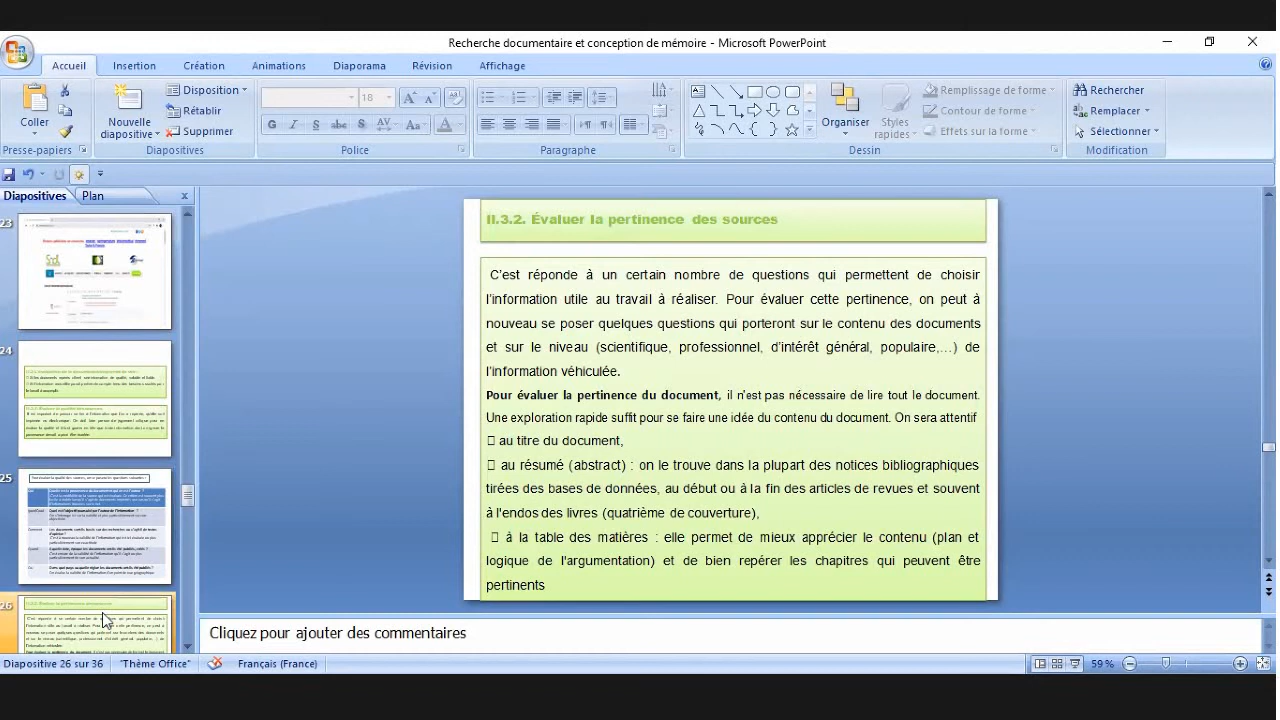 Recherche documentaire et conception de mémoire - Microsoft PowerPoint
Accueil Insertion Création Animations Diaporama Révision Affichage
Coller
Presse-papiers
Nouvelle diapositive
Disposition
Rétablir
Supprimer
Diapositives
18
G I S abc S AV Aa A
Police
Paragraphe
Organiser
Styles rapides
Remplissage de forme
Contour de forme
Effets sur la forme
Dessin
Rechercher
Remplacer
Sélectionner
Modification
Diapositives Plan
23
24
25
26
II.3.2. Évaluer la pertinence des sources
C'est réponde à un certain nombre de questions qui permettent de choisir
l'information utile au travail à réaliser. Pour évaluer cette pertinence, on peut à
nouveau se poser quelques questions qui porteront sur le contenu des documents
et sur le niveau (scientifique, professionnel, d'intérêt général, populaire,…) de
l'information véhiculée.
Pour évaluer la pertinence du document, il n'est pas nécessaire de lire tout le document.
Une exploration rapide suffit pour se faire une idée du document. On sera attentif
au titre du document,
au résumé (abstract) : on le trouve dans la plupart des notices bibliographiques
tirées des bases de données, au début ou à la fin des articles de revues et souvent
à l'endos des livres (quatrième de couverture).
à la table des matières : elle permet de mieux apprécier le contenu (plan et
logique de l'argumentation) et de bien repérer les chapitres qui peuvent être
pertinents
Cliquez pour ajouter des commentaires
Diapositive 26 sur 36 "Thème Office" Français (France) 59 %